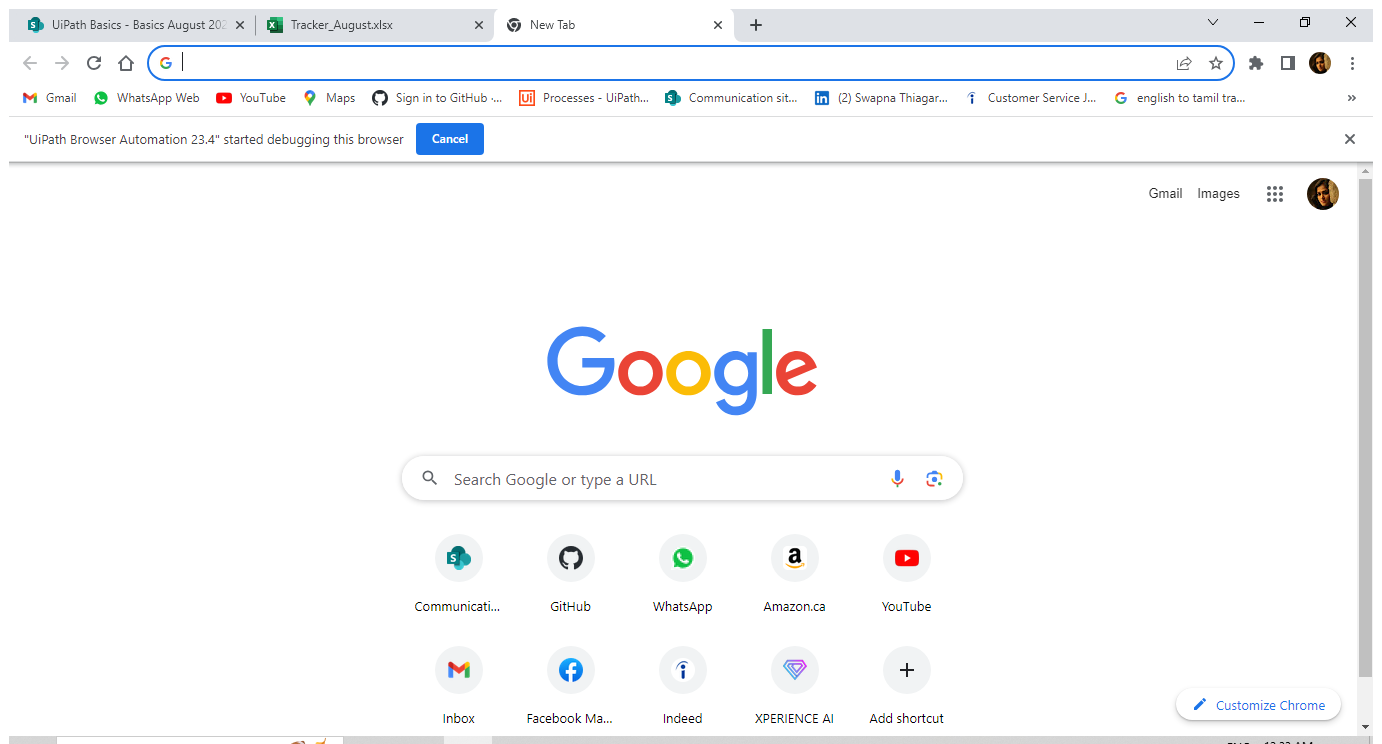 UiPath Basics - Basics August 202
Tracker_August.xlsx
New Tab
Gmail WhatsApp Web YouTube Maps Sign in to GitHub ·... Processes - UiPath... Communication sit... (2) Swapna Thiagar... Customer Service J... english to tamil tra... »
"UiPath Browser Automation 23.4" started debugging this browser Cancel
Gmail Images
Google
Search Google or type a URL
Communicati... GitHub WhatsApp Amazon.ca YouTube
Inbox Facebook Ma... Indeed XPERIENCE AI Add shortcut
Customize Chrome